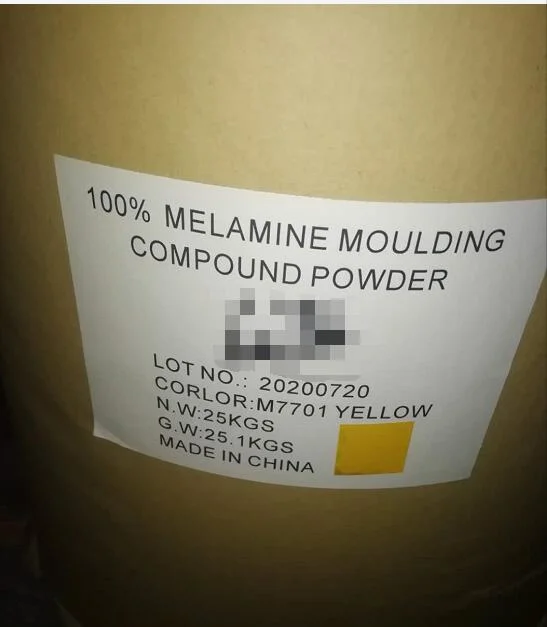 100% MELAMINE MOULDING
COMPOUND POWDER
LOT NO.: 20200720
CORLOR:M7701 YELLOW
N.W:25KGS
G.W:25.1KGS
MADE IN CHINA